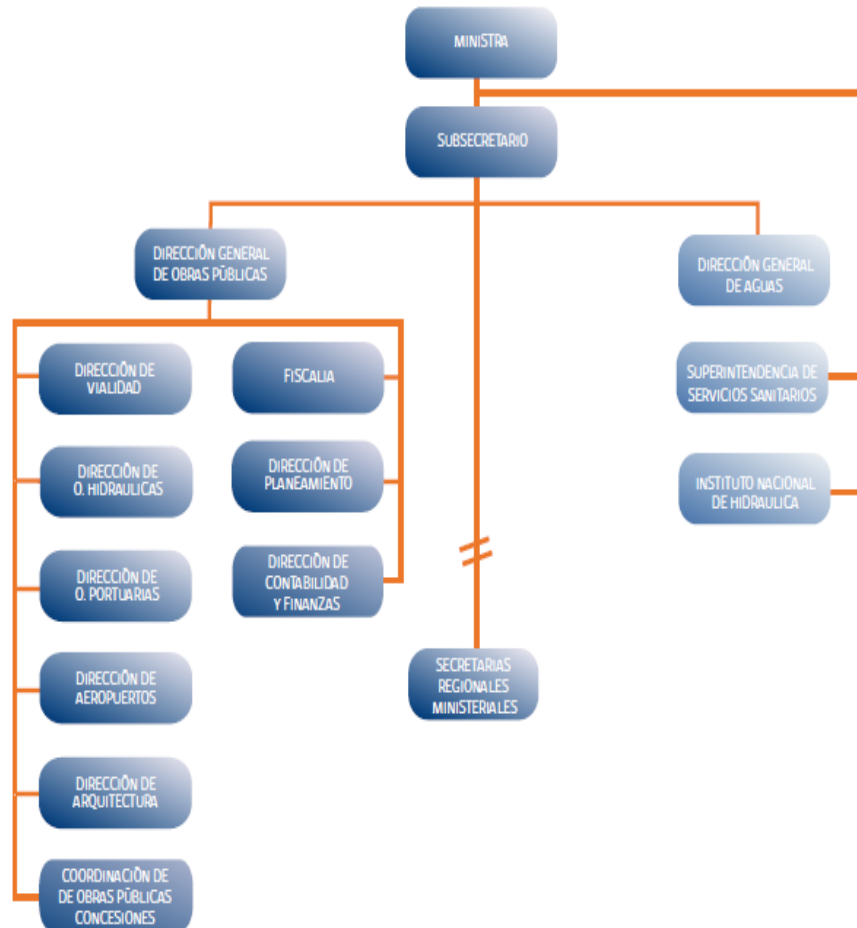 MINISTRA
SUBSECRETARIO
DIRECCIÓN GENERAL
DE OBRAS PÚBLICAS
DIRECCIÓN GENERAL
DE AGUAS
DIRECCIÓN DE
VIALIDAD
FISCALIA
SUPERINTENDENCIA DE
SERVICIOS SANITARIOS
DIRECCIÓN DE
O. HIDRAULICAS
DIRECCIÓN DE
PLANEAMIENTO
INSTITUTO NACIONAL
DE HIDRAULICA
DIRECCIÓN DE
O. PORTUARIAS
DIRECCIÓN DE
CONTABILIDAD
Y FINANZAS
DIRECCIÓN DE
AEROPUERTOS
SECRETARIAS
REGIONALES
MINISTERIALES
DIRECCIÓN DE
ARQUITECTURA
COORDINACIÓN DE
DE OBRAS PÚBLICAS
CONCESIONES